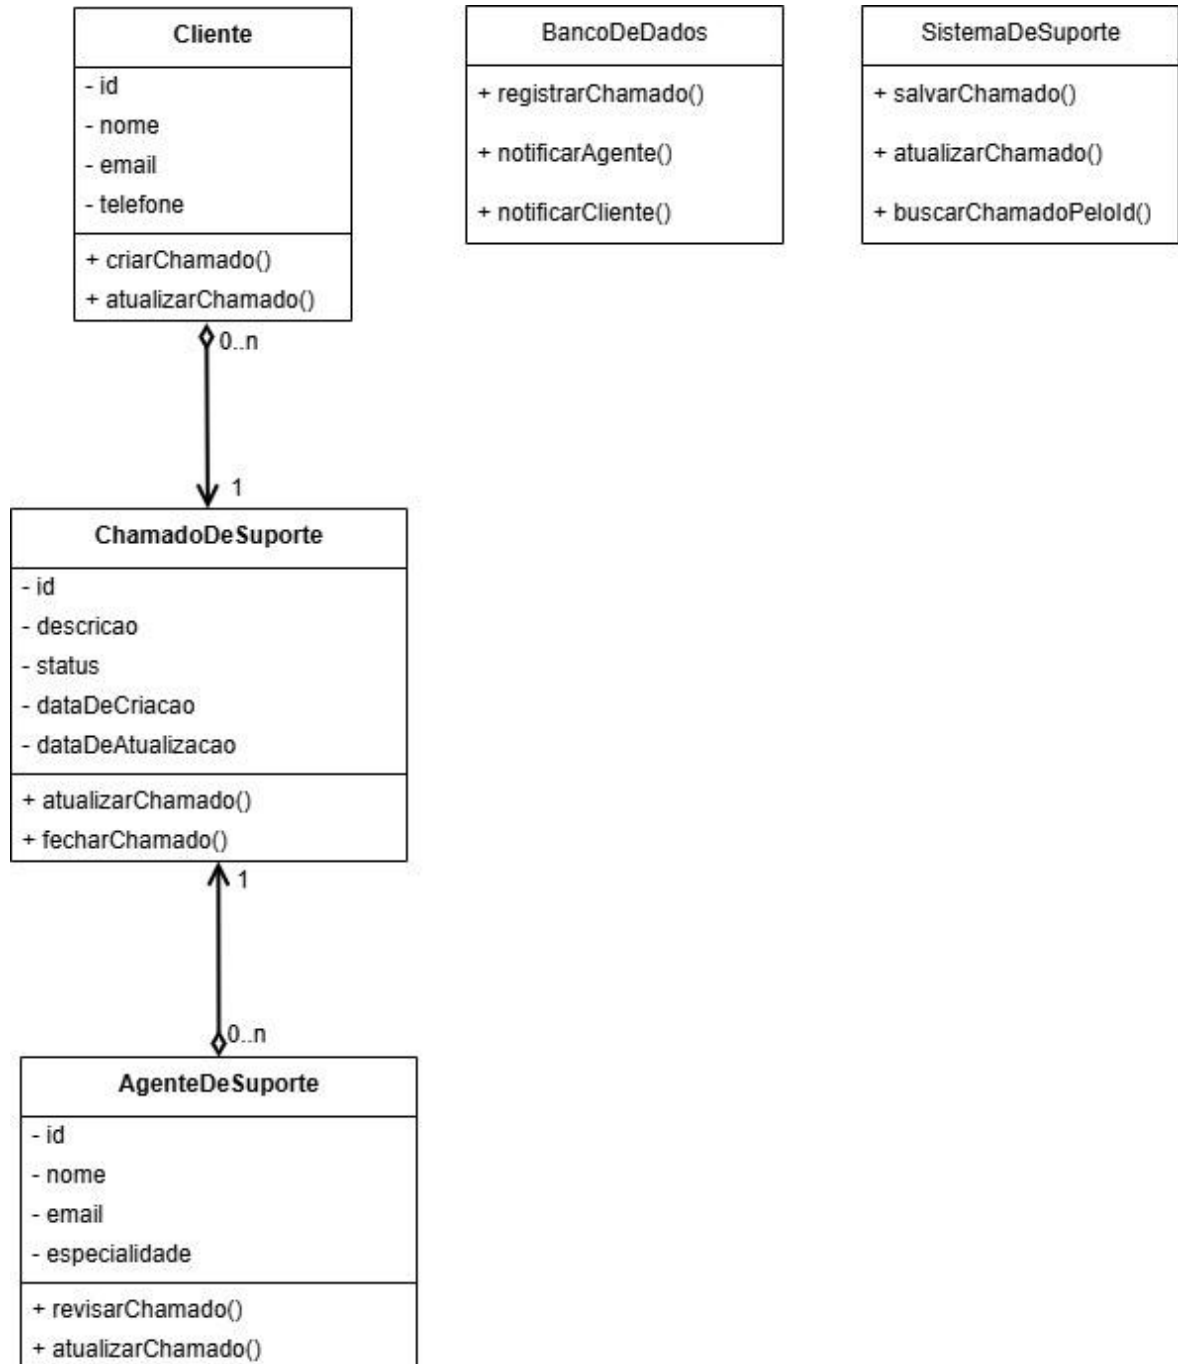 Cliente
- id
- nome
- email
- telefone
+ criarChamado()
+ atualizarChamado()
BancoDeDados
+ registrarChamado()
+ notificarAgente()
+ notificarCliente()
SistemaDeSuporte
+ salvarChamado()
+ atualizarChamado()
+ buscarChamadoPeloId()
0..n
1
ChamadoDeSuporte
- id
- descricao
- status
- dataDeCriacao
- dataDeAtualizacao
+ atualizarChamado()
+ fecharChamado()
1
0..n
AgenteDeSuporte
- id
- nome
- email
- especialidade
+ revisarChamado()
+ atualizarChamado()